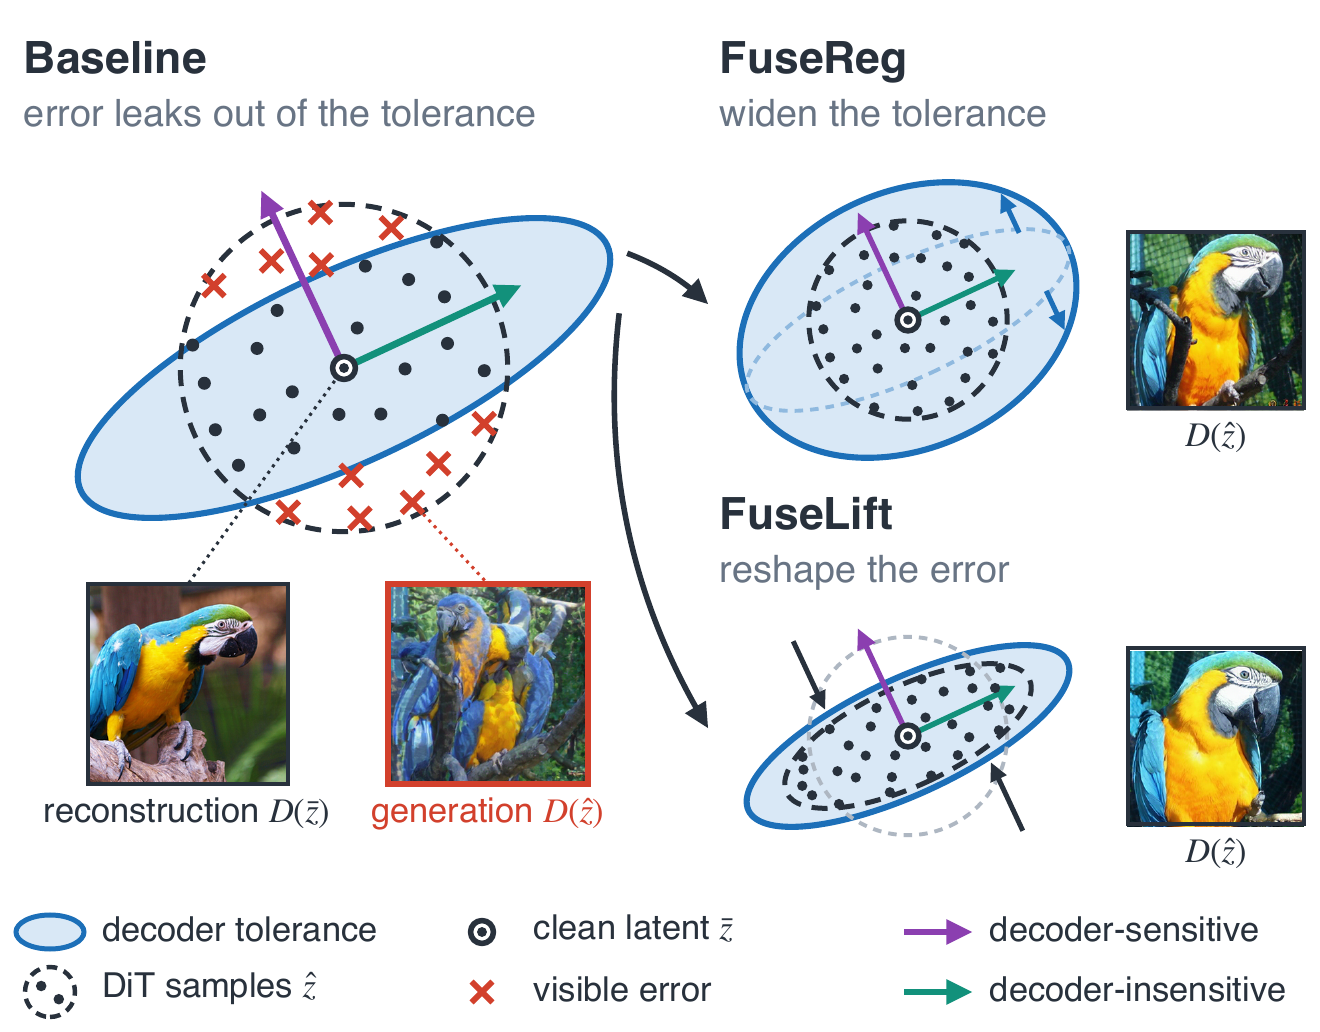 Baseline
error leaks out of the tolerance
FuseReg
widen the tolerance
D(ẑ)
FuseLift
reshape the error
reconstruction D(z̄)
generation D(ẑ)
D(ẑ)
decoder tolerance
clean latent z̄
decoder-sensitive
DiT samples ẑ
visible error
decoder-insensitive